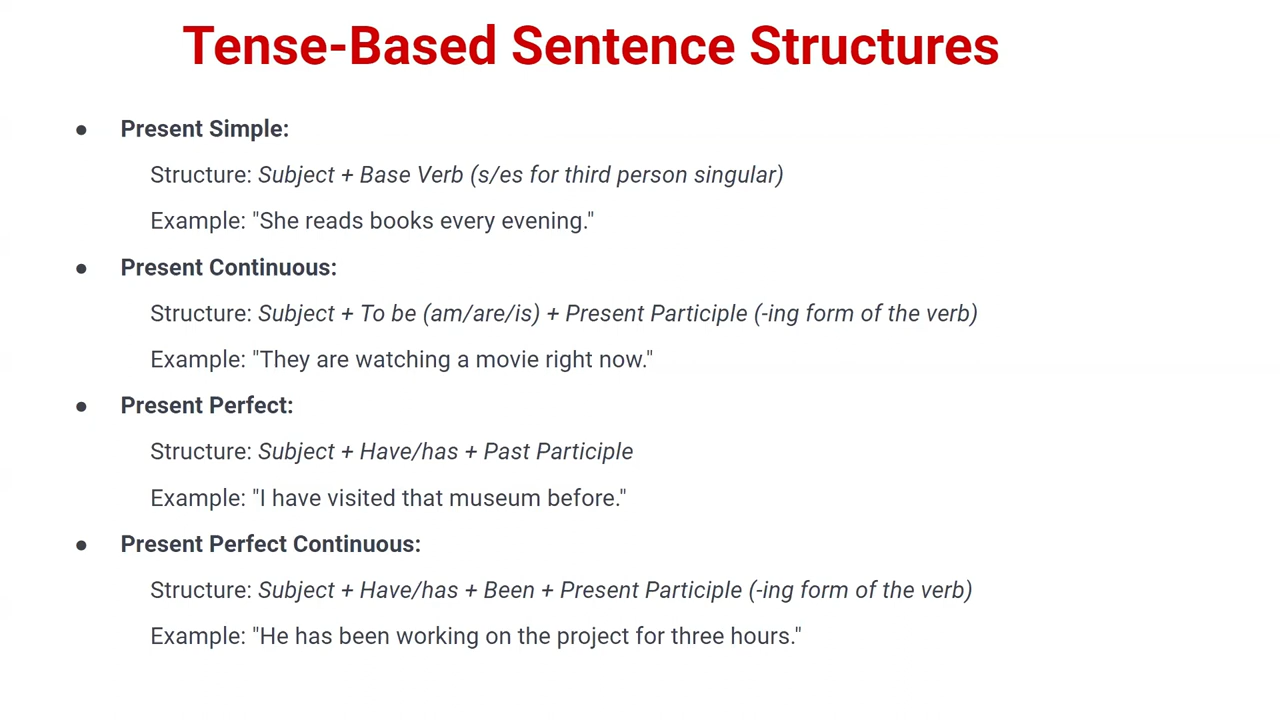 Tense-Based Sentence Structures
● Present Simple:
Structure: Subject + Base Verb (s/es for third person singular)
Example: "She reads books every evening."
● Present Continuous:
Structure: Subject + To be (am/are/is) + Present Participle (-ing form of the verb)
Example: "They are watching a movie right now."
● Present Perfect:
Structure: Subject + Have/has + Past Participle
Example: "I have visited that museum before."
● Present Perfect Continuous:
Structure: Subject + Have/has + Been + Present Participle (-ing form of the verb)
Example: "He has been working on the project for three hours."